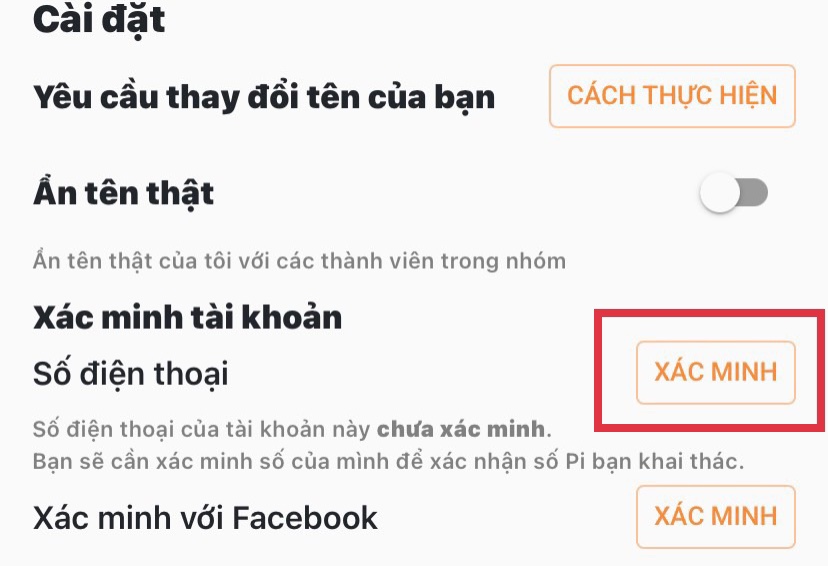 Cài đặt
Yêu cầu thay đổi tên của bạn
CÁCH THỰC HIỆN
Ẩn tên thật
Ẩn tên thật của tôi với các thành viên trong nhóm
Xác minh tài khoản
Số điện thoại
XÁC MINH
Số điện thoại của tài khoản này chưa xác minh.
Bạn sẽ cần xác minh số của mình để xác nhận số Pi bạn khai thác.
Xác minh với Facebook
XÁC MINH